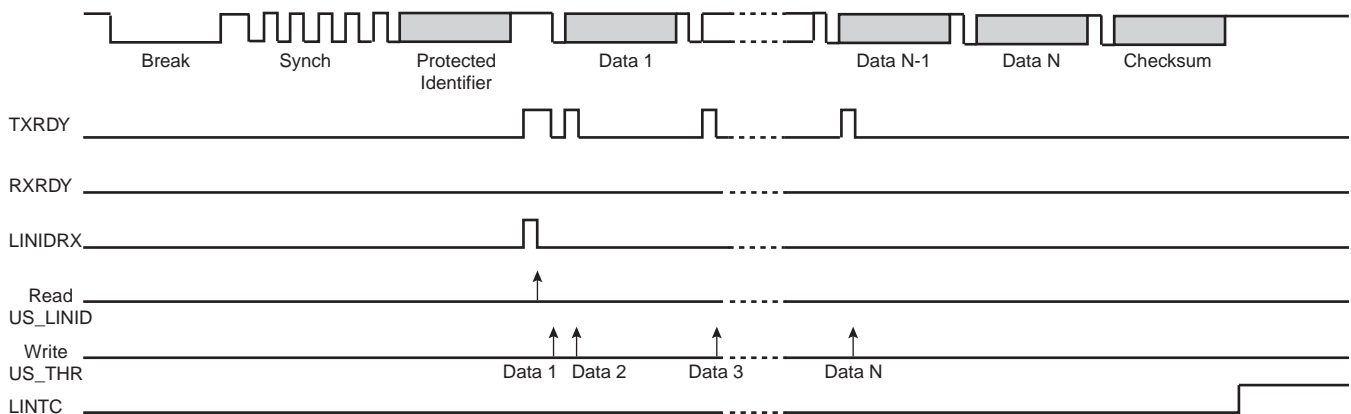 Break
Synch
Protected
Identifier
Data 1
Data N-1
Data N
Checksum
TXRDY
RXRDY
LINIDRX
Read
US_LINID
Write
US_THR
Data 1
Data 2
Data 3
Data N
LINTC